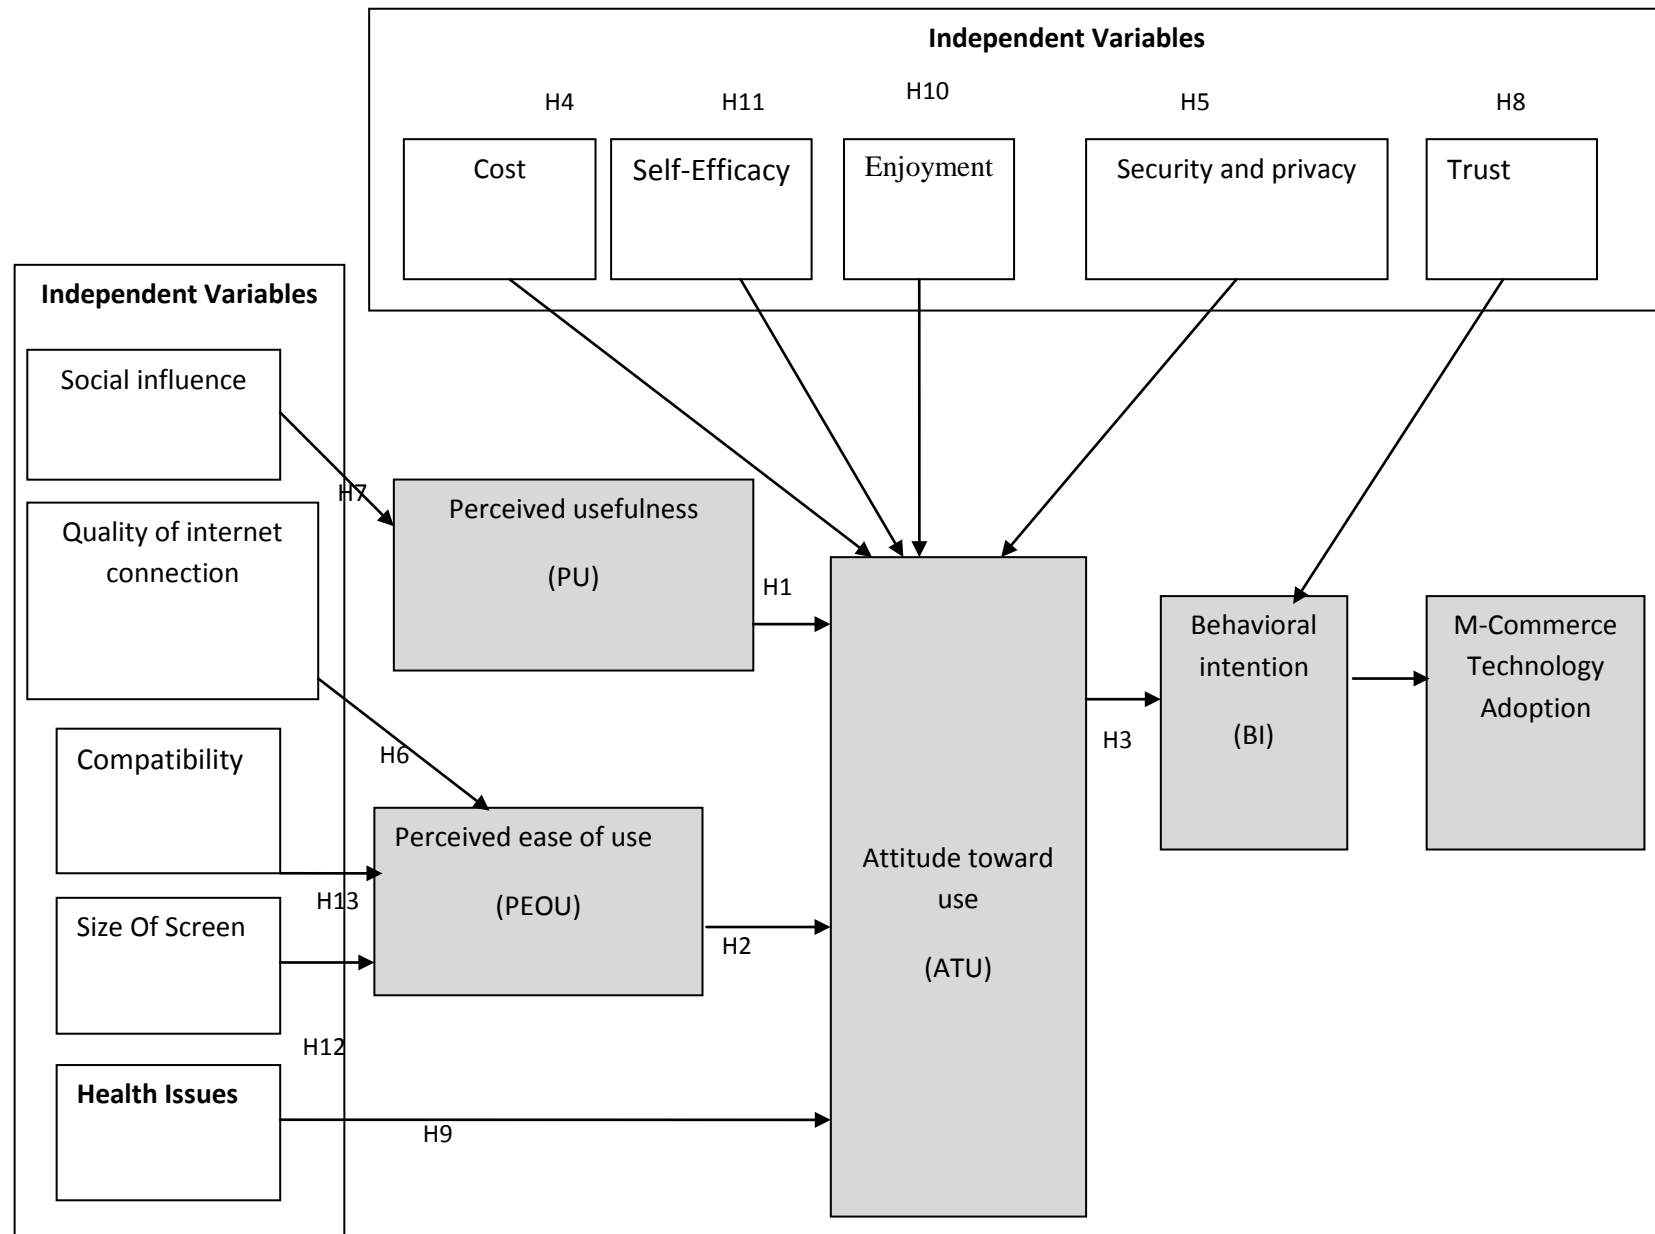 Independent Variables
H4
H11
H10
H5
H8
Cost
Self-Efficacy
Enjoyment
Security and privacy
Trust
Independent Variables
Social influence
H7
Quality of internet
connection
Perceived usefulness
(PU)
H1
Compatibility
H6
Perceived ease of use
(PEOU)
H13
Size Of Screen
H2
H12
Health Issues
H9
Attitude toward
use
(ATU)
H3
Behavioral
intention
(BI)
M-Commerce
Technology
Adoption